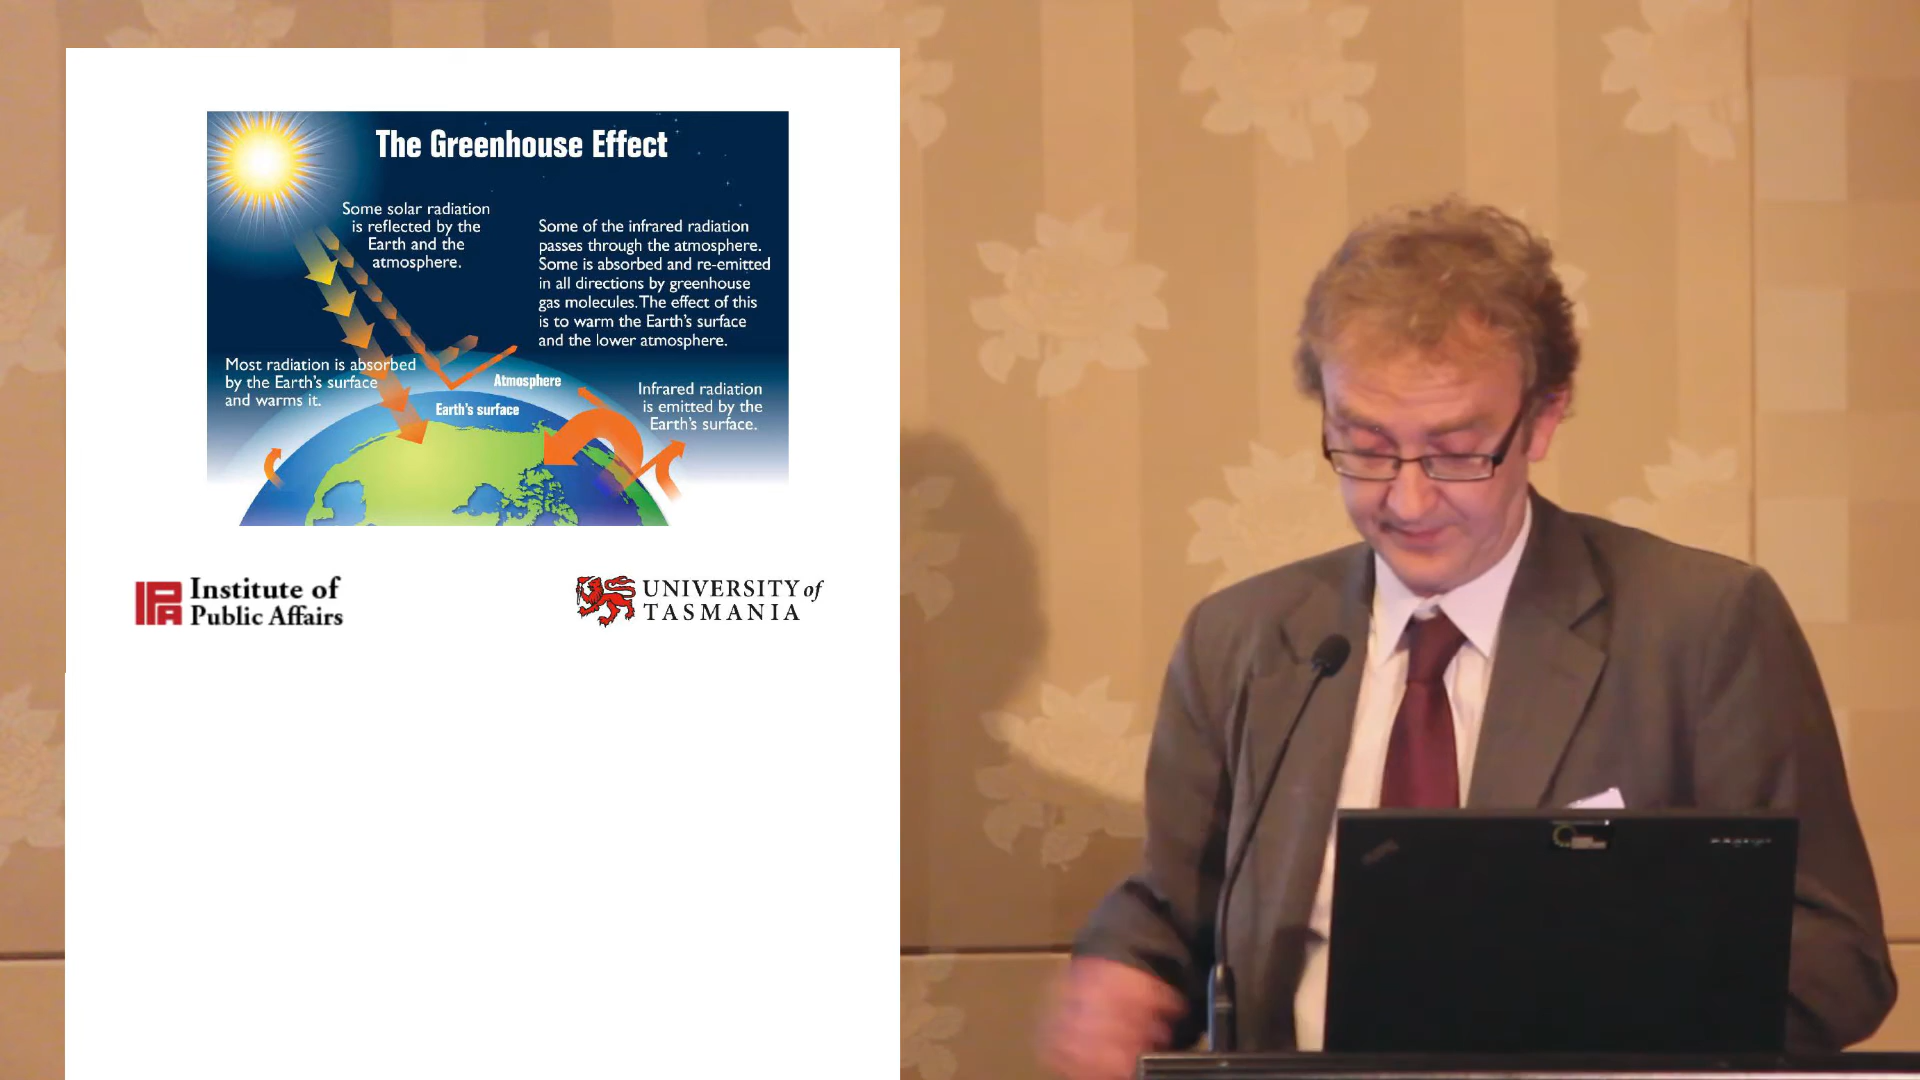 The Greenhouse Effect
Some solar radiation
is reflected by the
Earth and the
atmosphere.
Some of the infrared radiation
passes through the atmosphere.
Some is absorbed and re-emitted
in all directions by greenhouse
gas molecules. The effect of this
is to warm the Earth's surface
and the lower atmosphere.
Most radiation is absorbed
by the Earth's surface
and warms it.
Atmosphere
Earth's surface
Infrared radiation
is emitted by the
Earth's surface.
IPA Institute of
Public Affairs
UNIVERSITY of
TASMANIA